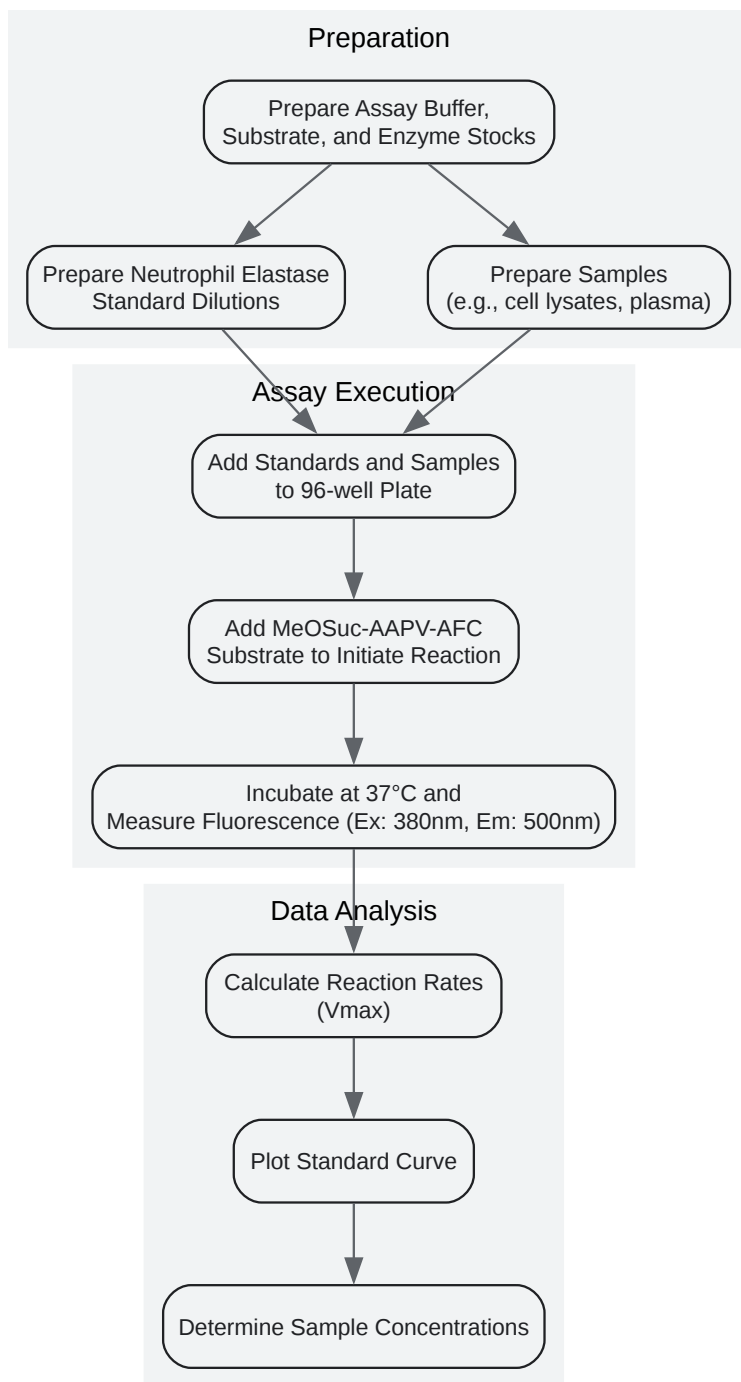 Preparation
Prepare Assay Buffer,
Substrate, and Enzyme Stocks
Prepare Neutrophil Elastase
Standard Dilutions
Prepare Samples
(e.g., cell lysates, plasma)
Assay Execution
Add Standards and Samples
to 96-well Plate
Add MeOSuc-AAPV-AFC
Substrate to Initiate Reaction
Incubate at 37°C and
Measure Fluorescence (Ex: 380nm, Em: 500nm)
Data Analysis
Calculate Reaction Rates
(Vmax)
Plot Standard Curve
Determine Sample Concentrations